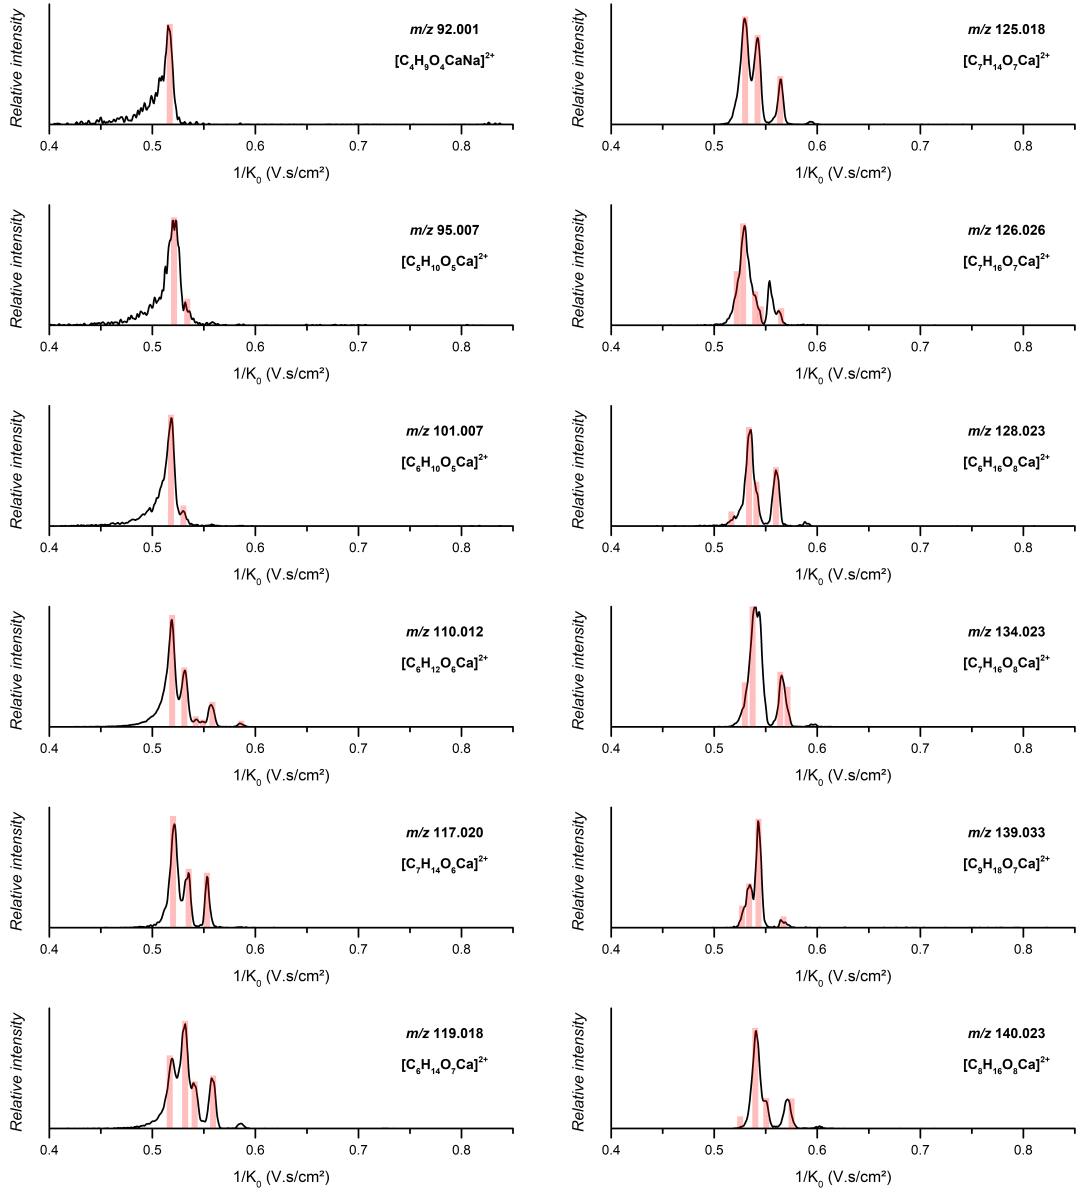 Relative intensity
m/z 92.001
[C₄H₉O₄CaNa]²⁺
0.4 0.5 0.6 0.7 0.8
1/K₀ (V.s/cm²)
Relative intensity
m/z 95.007
[C₅H₁₀O₅Ca]²⁺
0.4 0.5 0.6 0.7 0.8
1/K₀ (V.s/cm²)
Relative intensity
m/z 101.007
[C₆H₁₀O₅Ca]²⁺
0.4 0.5 0.6 0.7 0.8
1/K₀ (V.s/cm²)
Relative intensity
m/z 110.012
[C₆H₁₂O₆Ca]²⁺
0.4 0.5 0.6 0.7 0.8
1/K₀ (V.s/cm²)
Relative intensity
m/z 117.020
[C₇H₁₄O₆Ca]²⁺
0.4 0.5 0.6 0.7 0.8
1/K₀ (V.s/cm²)
Relative intensity
m/z 119.018
[C₆H₁₄O₇Ca]²⁺
0.4 0.5 0.6 0.7 0.8
1/K₀ (V.s/cm²)
Relative intensity
m/z 125.018
[C₇H₁₄O₇Ca]²⁺
0.4 0.5 0.6 0.7 0.8
1/K₀ (V.s/cm²)
Relative intensity
m/z 126.026
[C₇H₁₆O₇Ca]²⁺
0.4 0.5 0.6 0.7 0.8
1/K₀ (V.s/cm²)
Relative intensity
m/z 128.023
[C₆H₁₆O₈Ca]²⁺
0.4 0.5 0.6 0.7 0.8
1/K₀ (V.s/cm²)
Relative intensity
m/z 134.023
[C₇H₁₆O₈Ca]²⁺
0.4 0.5 0.6 0.7 0.8
1/K₀ (V.s/cm²)
Relative intensity
m/z 139.033
[C₉H₁₈O₇Ca]²⁺
0.4 0.5 0.6 0.7 0.8
1/K₀ (V.s/cm²)
Relative intensity
m/z 140.023
[C₈H₁₆O₈Ca]²⁺
0.4 0.5 0.6 0.7 0.8
1/K₀ (V.s/cm²)